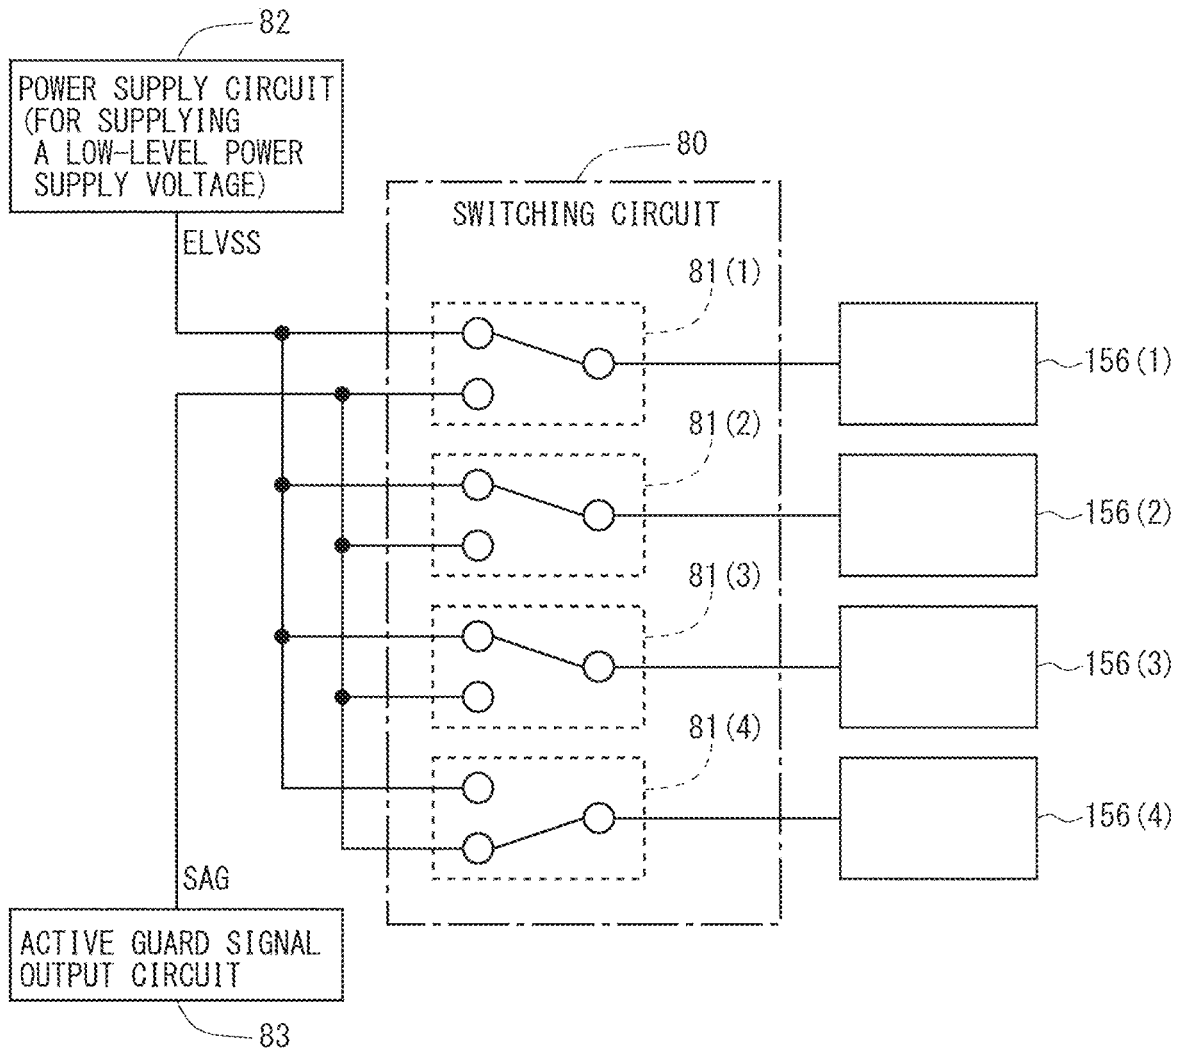 82
POWER SUPPLY CIRCUIT
(FOR SUPPLYING
A LOW-LEVEL POWER
SUPPLY VOLTAGE)
ELVSS
80
SWITCHING CIRCUIT
81(1)
156(1)
81(2)
156(2)
81(3)
156(3)
81(4)
156(4)
SAG
ACTIVE GUARD SIGNAL
OUTPUT CIRCUIT
83